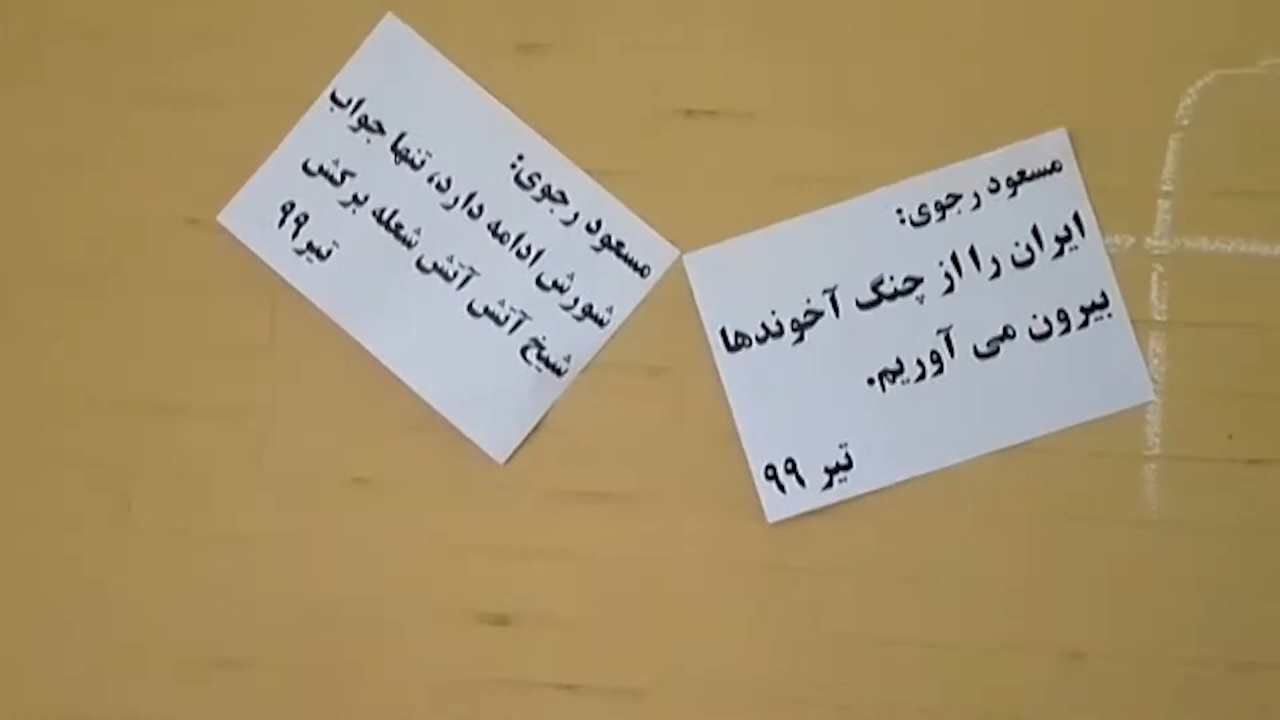 مسعود رجوی:
ایران را از چنگ آخوندها
بیرون می آوریم.
تیر ۹۹
مسعود رجوی:
شورش ادامه دارد، تنها جواب
شیخ آتش آتش شعله برکش
تیر۹۹